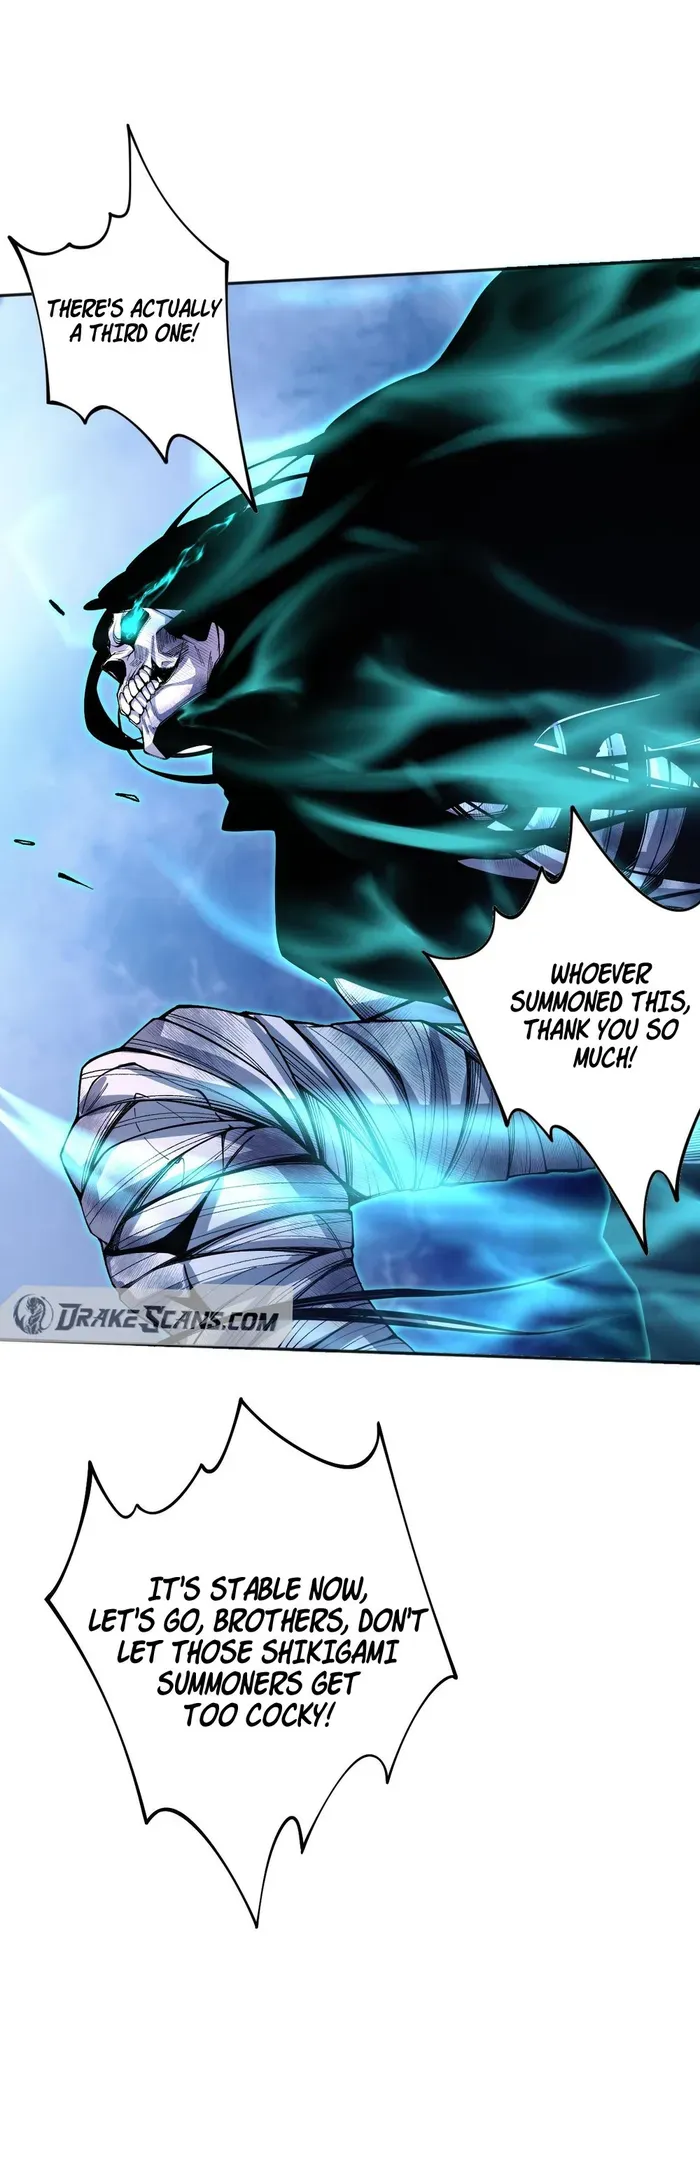 THERE'S ACTUALLY
A THIRD ONE!
WHOEVER
SUMMONED THIS,
THANK YOU SO
MUCH!
DRAKESCANS.COM
IT'S STABLE NOW,
LET'S GO, BROTHERS, DON'T
LET THOSE SHIKIGAMI
SUMMONERS GET
TOO COCKY!